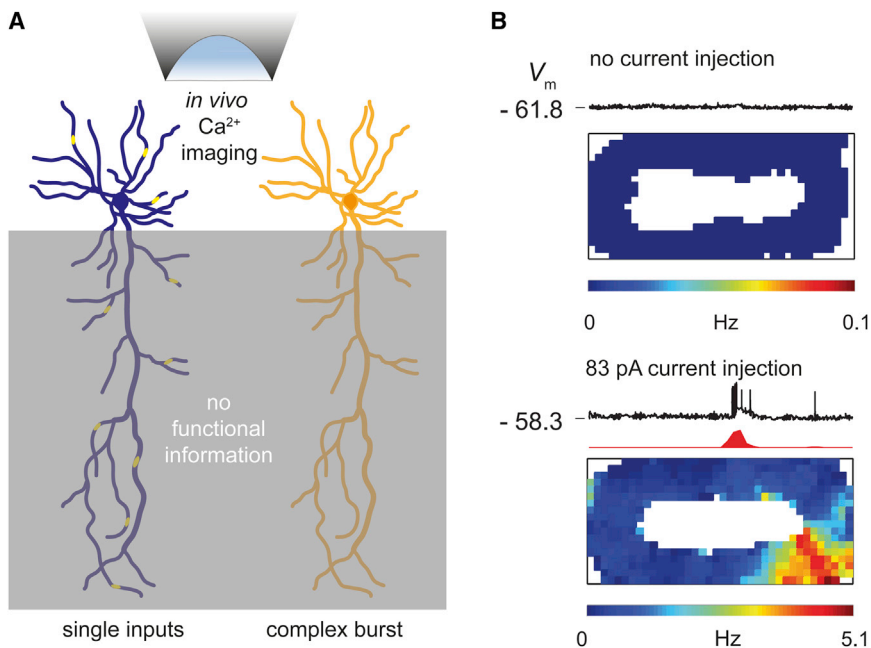 A
in vivo
Ca²⁺
imaging
no
functional
information
single inputs
complex burst
B
Vm
no current injection
- 61.8
0
Hz
0.1
83 pA current injection
- 58.3
0
Hz
5.1